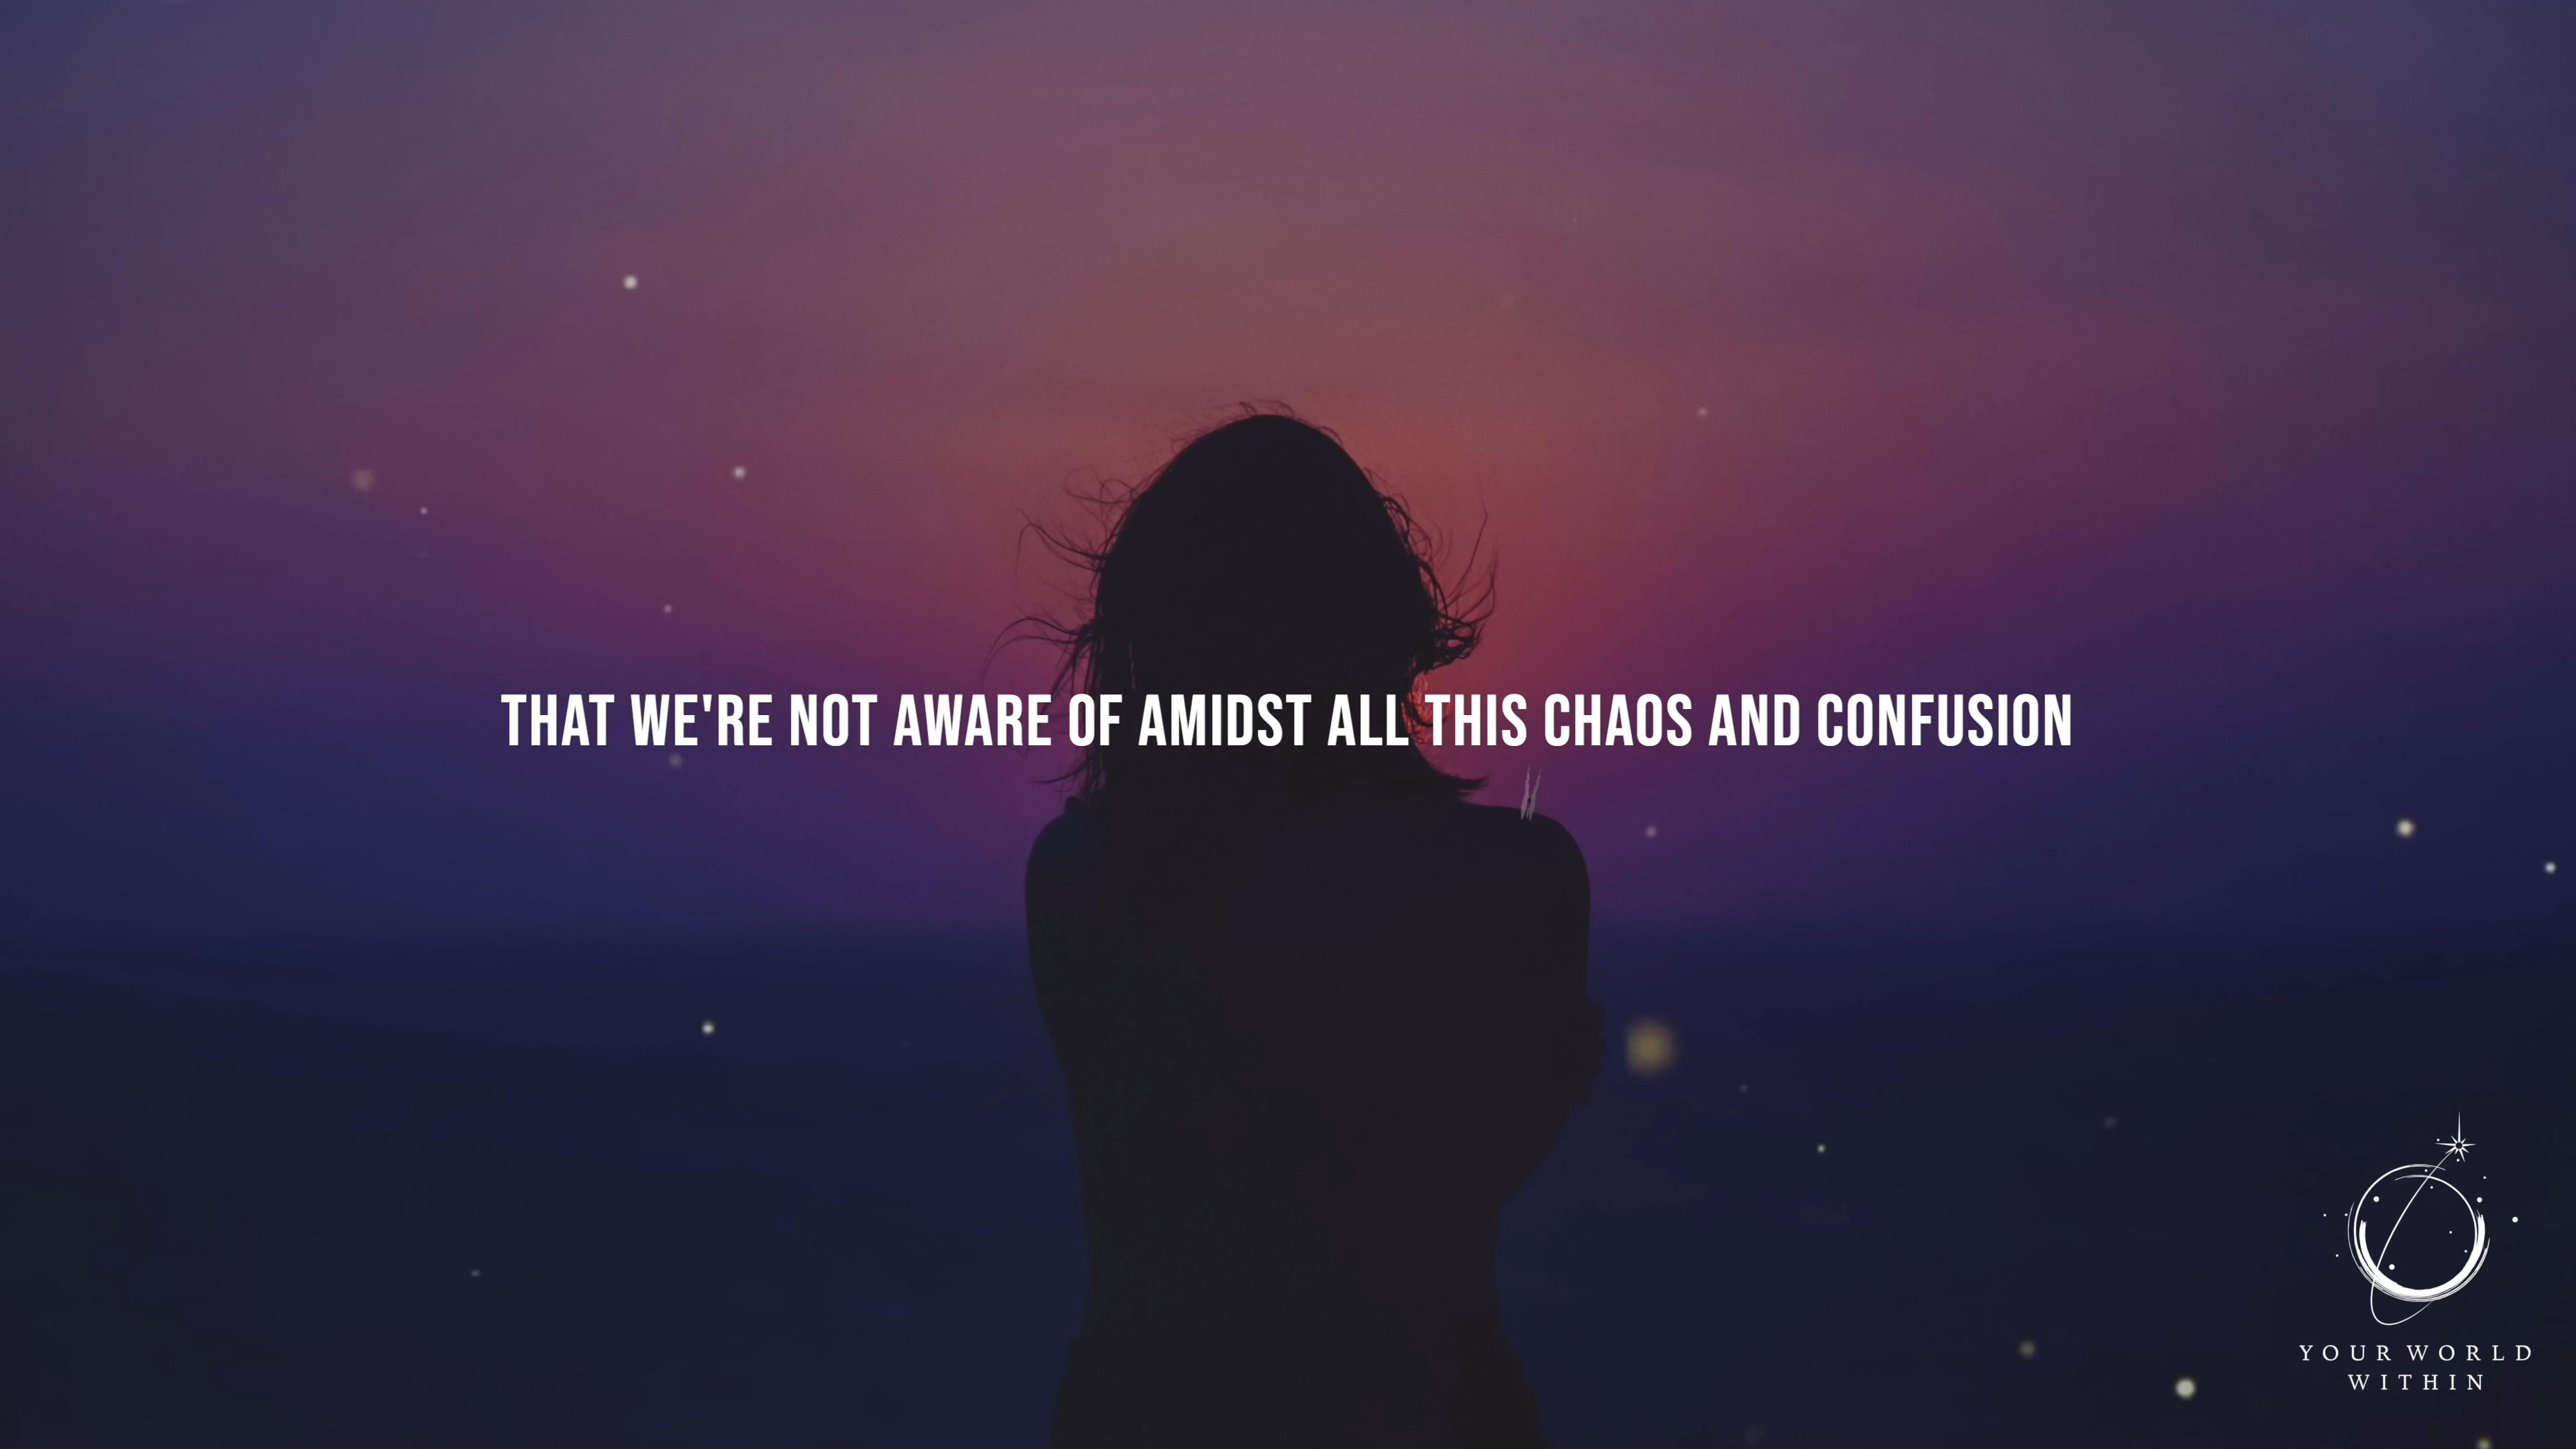 THAT WE'RE NOT AWARE OF AMIDST ALL THIS CHAOS AND CONFUSION
YOUR WORLD
WITHIN